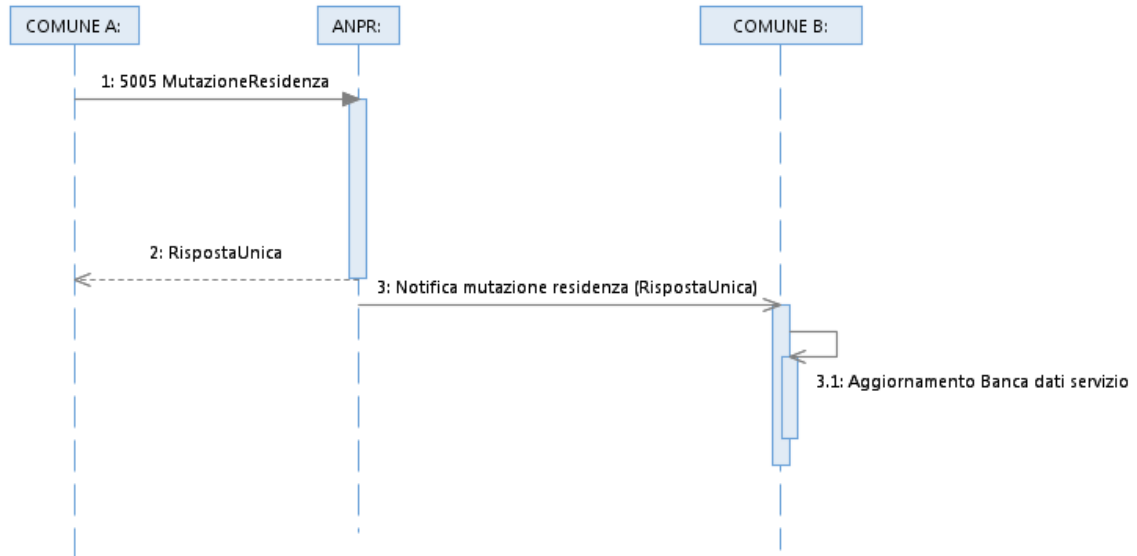 COMUNE A:
ANPR:
COMUNE B:
1: 5005 MutazioneResidenza
2: RispostaUnica
3: Notifica mutazione residenza (RispostaUnica)
3.1: Aggiornamento Banca dati servizio